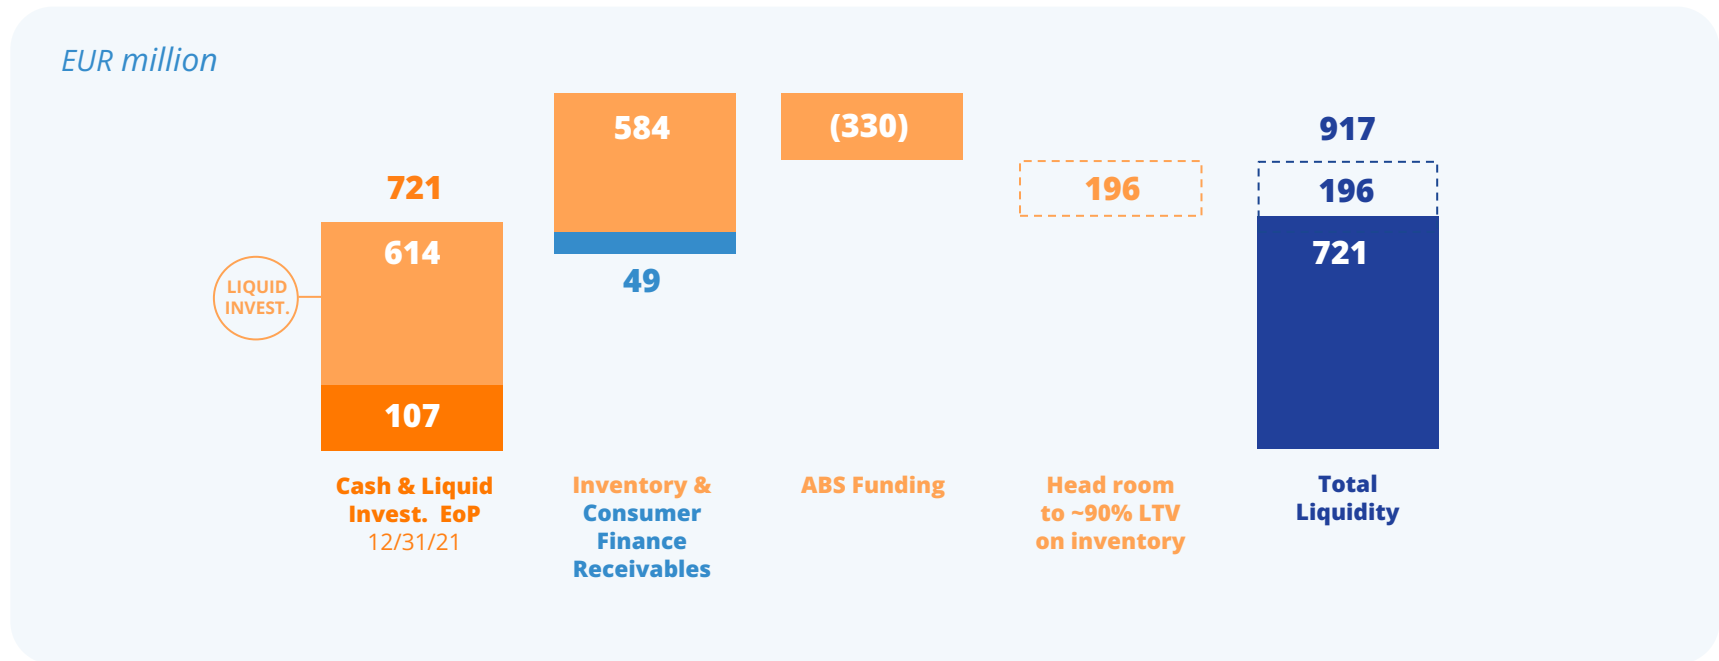 EUR million
721
614
LIQUID
INVEST.
107
Cash & Liquid
Invest. EoP
12/31/21
584
49
Inventory &
Consumer
Finance
Receivables
(330)
ABS Funding
196
Head room
to ~90% LTV
on inventory
917
196
721
Total
Liquidity